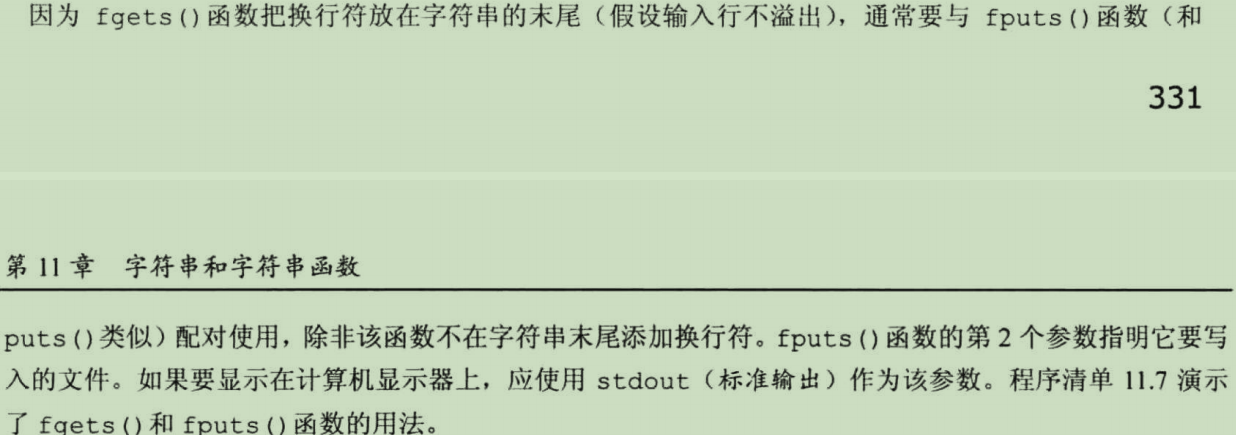 因为 fgets()函数把换行符放在字符串的末尾（假设输入行不溢出），通常要与 fputs()函数（和
331
第 11 章　字符串和字符串函数
puts()类似）配对使用，除非该函数不在字符串末尾添加换行符。fputs()函数的第 2 个参数指明它要写
入的文件。如果要显示在计算机显示器上，应使用 stdout（标准输出）作为该参数。程序清单 11.7 演示
了 fgets()和 fputs()函数的用法。